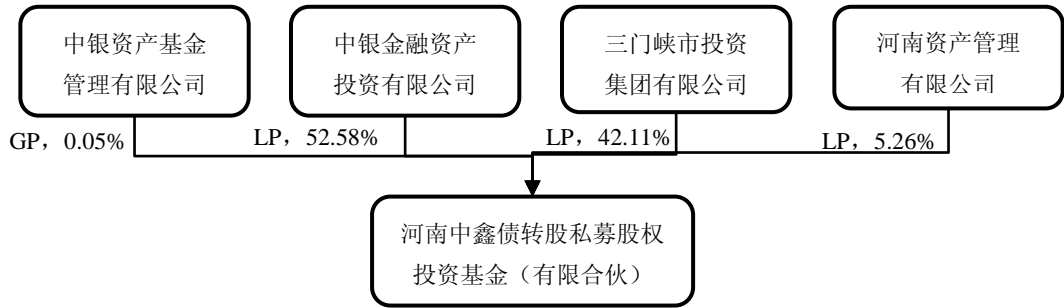 中银资产基金
管理有限公司
中银金融资产
投资有限公司
三门峡市投资
集团有限公司
河南资产管理
有限公司
GP，0.05%
LP，52.58%
LP，42.11%
LP，5.26%
河南中鑫债转股私募股权
投资基金（有限合伙）